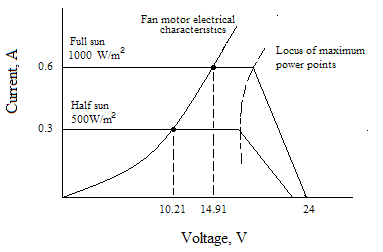 Fan motor electrical
characteristics
Full sun
1000 W/m²
Locus of maximum
power points
0.6
Half sun
500W/m²
0.3
Current, A
10.21 14.91 24
Voltage, V